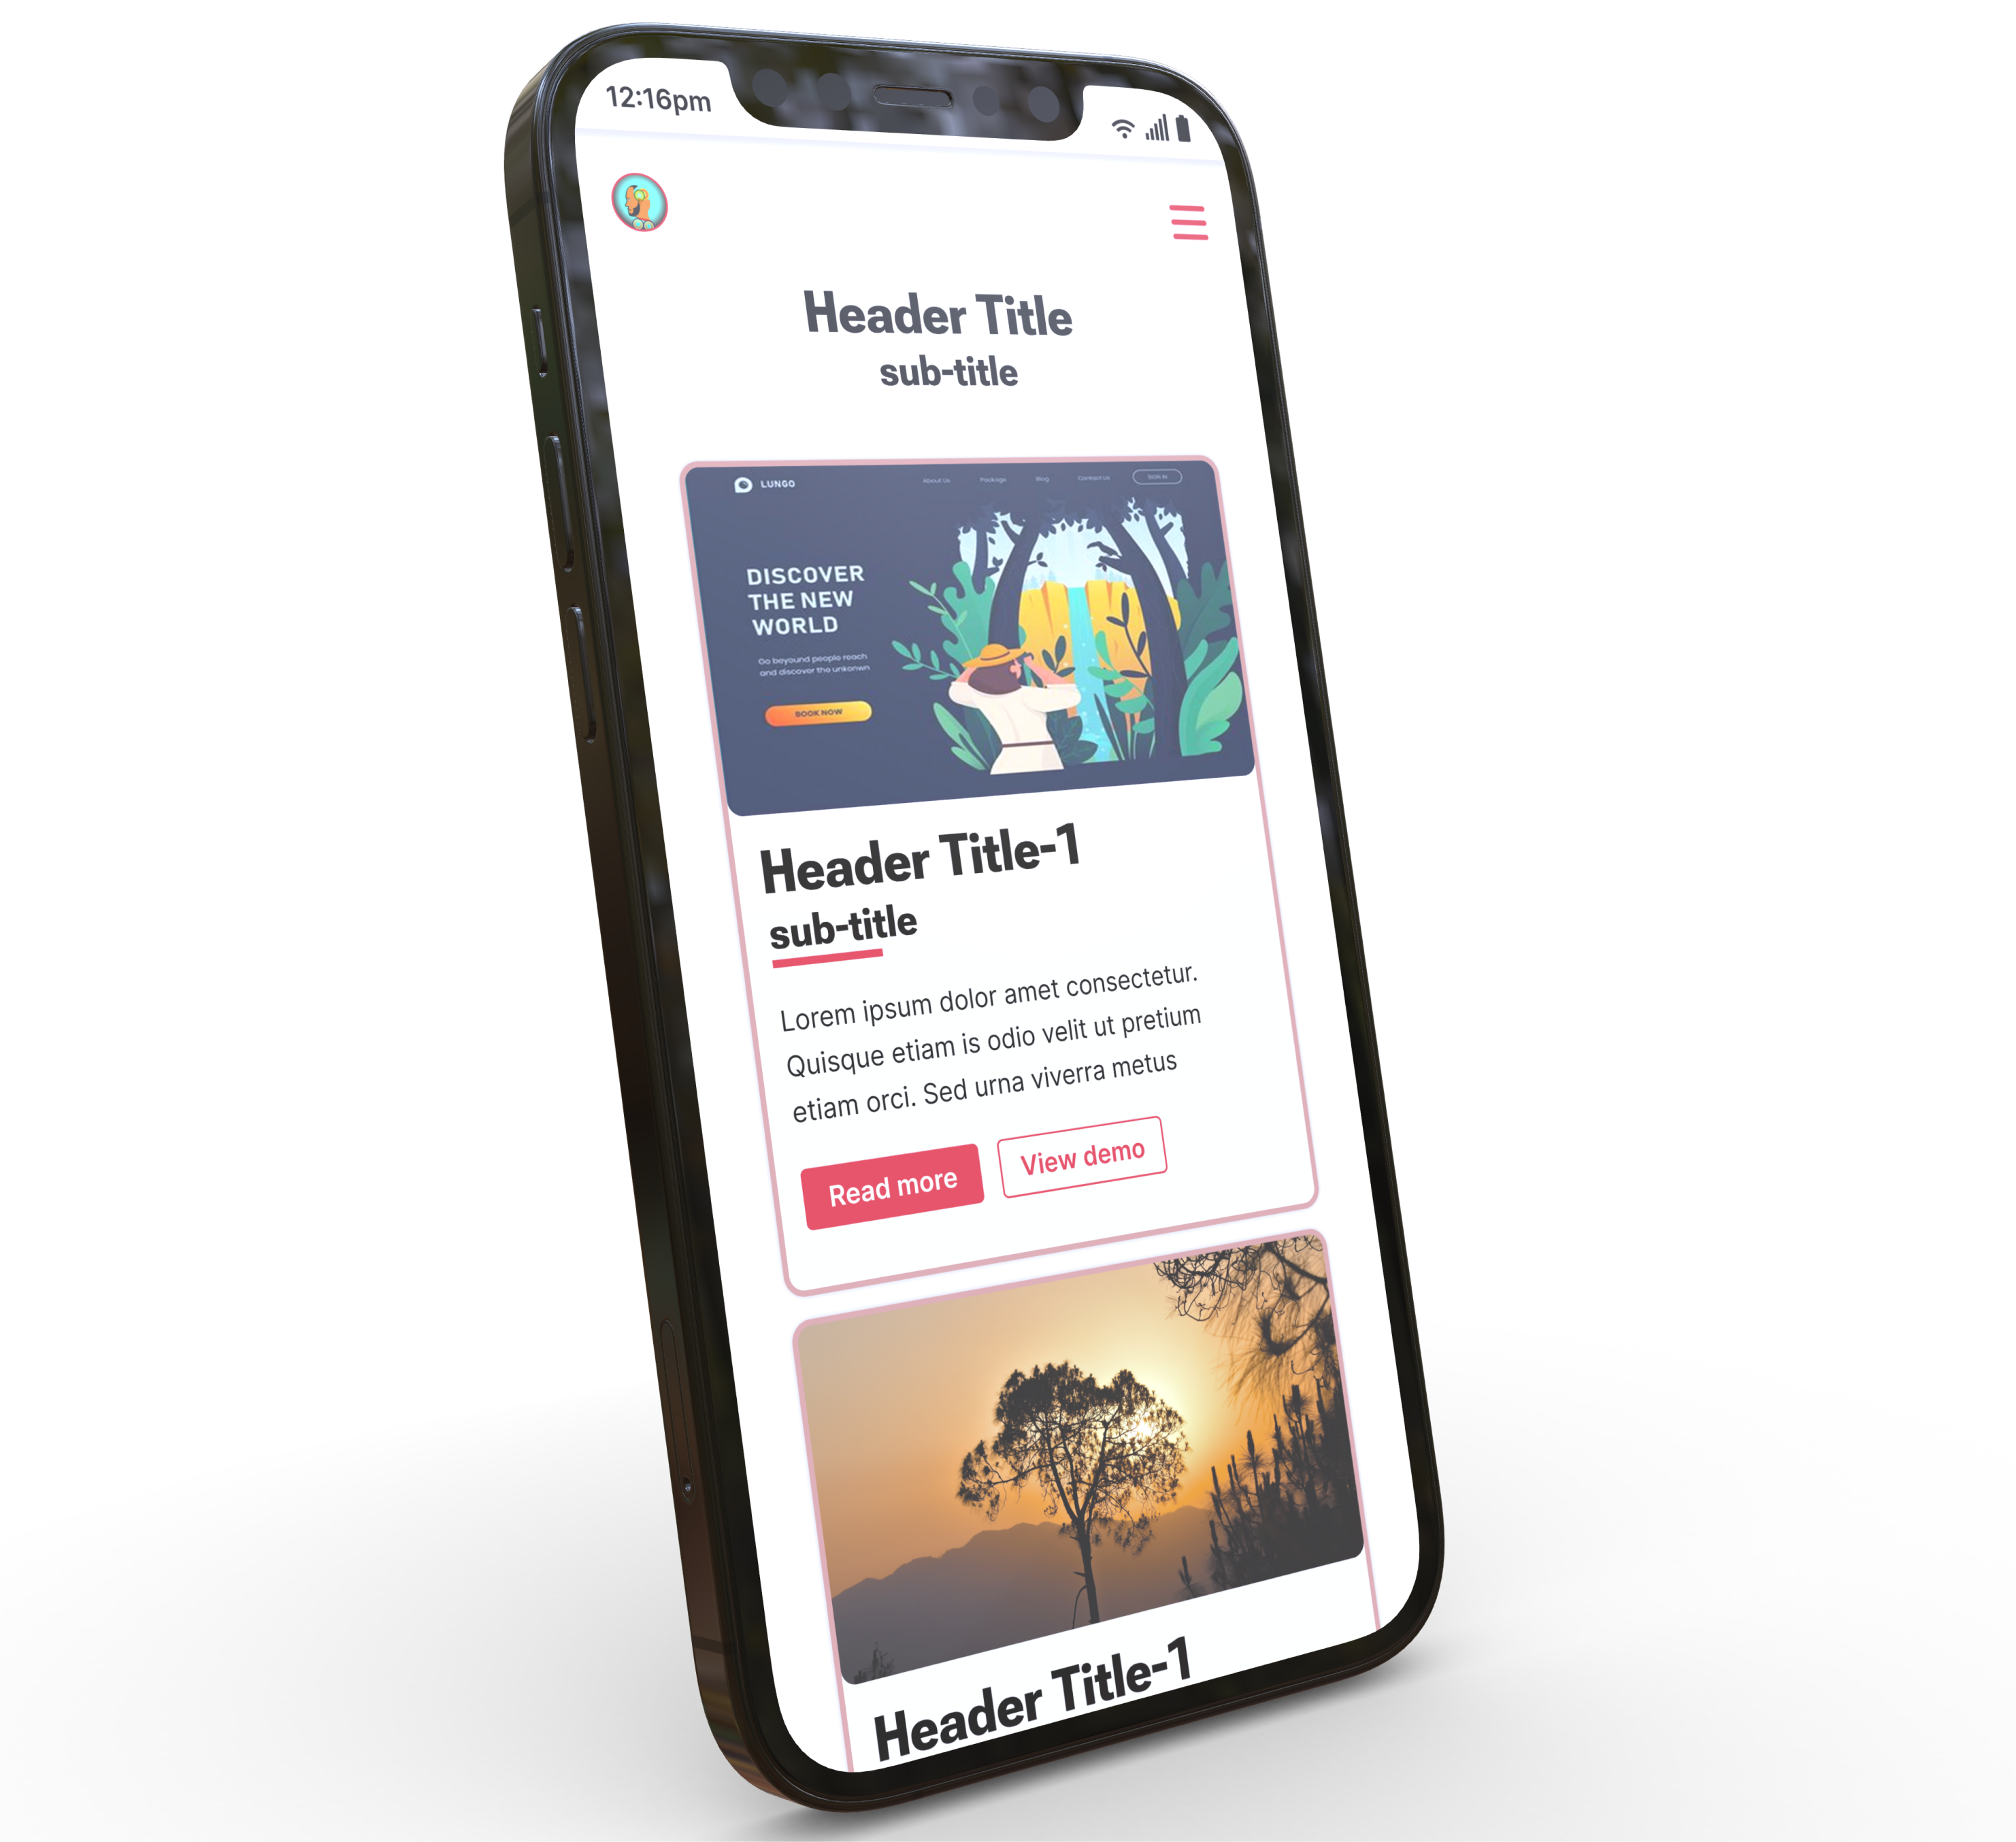 12:16pm
Header Title
sub-title
LUNGO
About Us Package Blog Contact Us SIGN IN
DISCOVER
THE NEW
WORLD
Go beyound people reach
and discover the unkonwn
BOOK NOW
Header Title-1
sub-title
Lorem ipsum dolor amet consectetur.
Quisque etiam is odio velit ut pretium
etiam orci. Sed urna viverra metus
Read more View demo
Header Title-1